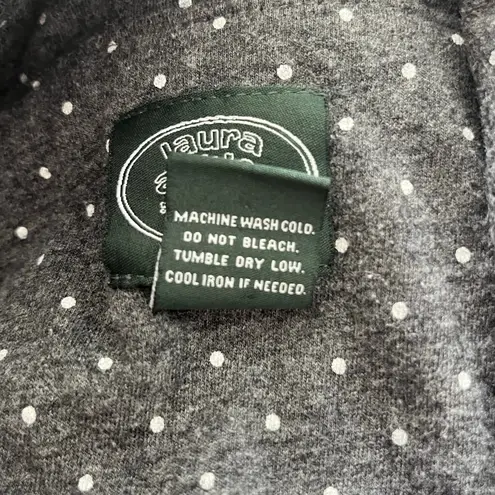 laura
MACHINE WASH COLD.
DO NOT BLEACH.
TUMBLE DRY LOW.
COOL IRON IF NEEDED.